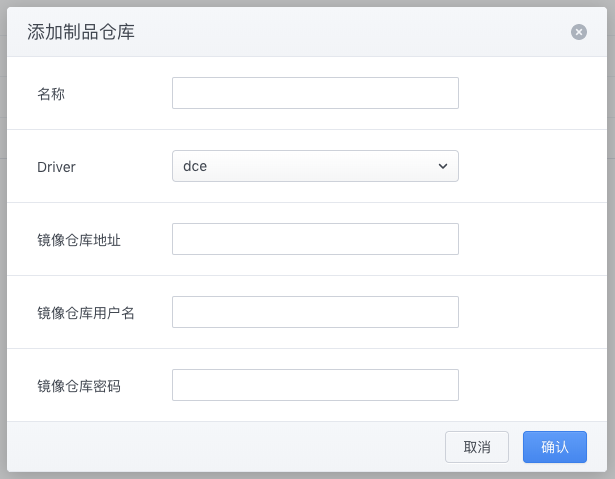 添加制品仓库
名称
Driver
dce
镜像仓库地址
镜像仓库用户名
镜像仓库密码
取消
确认